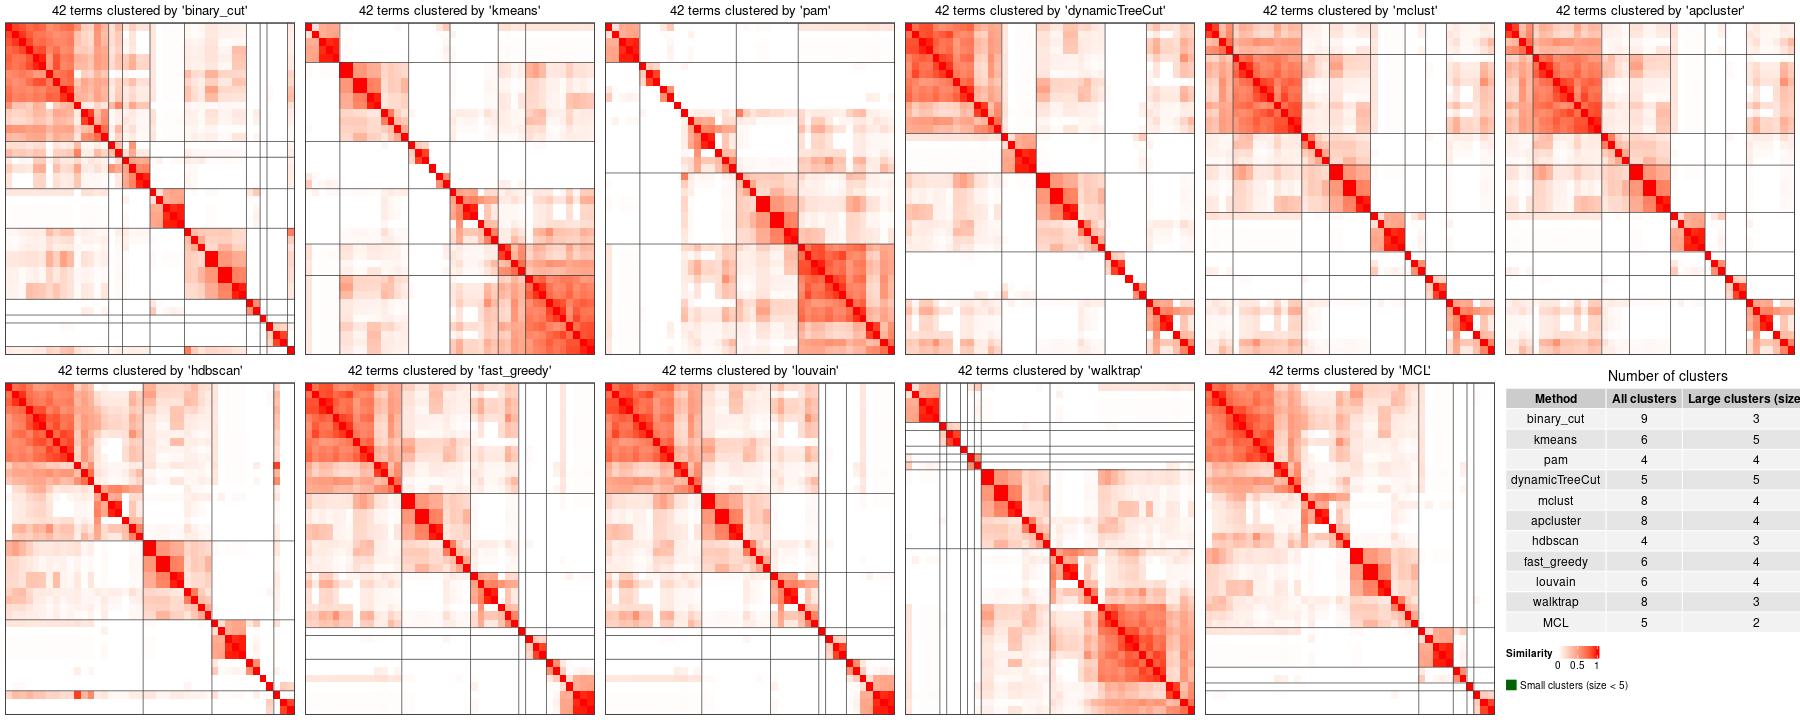 42 terms clustered by 'binary_cut'
42 terms clustered by 'kmeans'
42 terms clustered by 'pam'
42 terms clustered by 'dynamicTreeCut'
42 terms clustered by 'mclust'
42 terms clustered by 'apcluster'
42 terms clustered by 'hdbscan'
42 terms clustered by 'fast_greedy'
42 terms clustered by 'louvain'
42 terms clustered by 'walktrap'
42 terms clustered by 'MCL'
Number of clusters
Method All clusters Large clusters (size
binary_cut 9 3
kmeans 6 5
pam 4 4
dynamicTreeCut 5 5
mclust 8 4
apcluster 8 4
hdbscan 4 3
fast_greedy 6 4
louvain 6 4
walktrap 8 3
MCL 5 2
Similarity
0 0.5 1
Small clusters (size < 5)